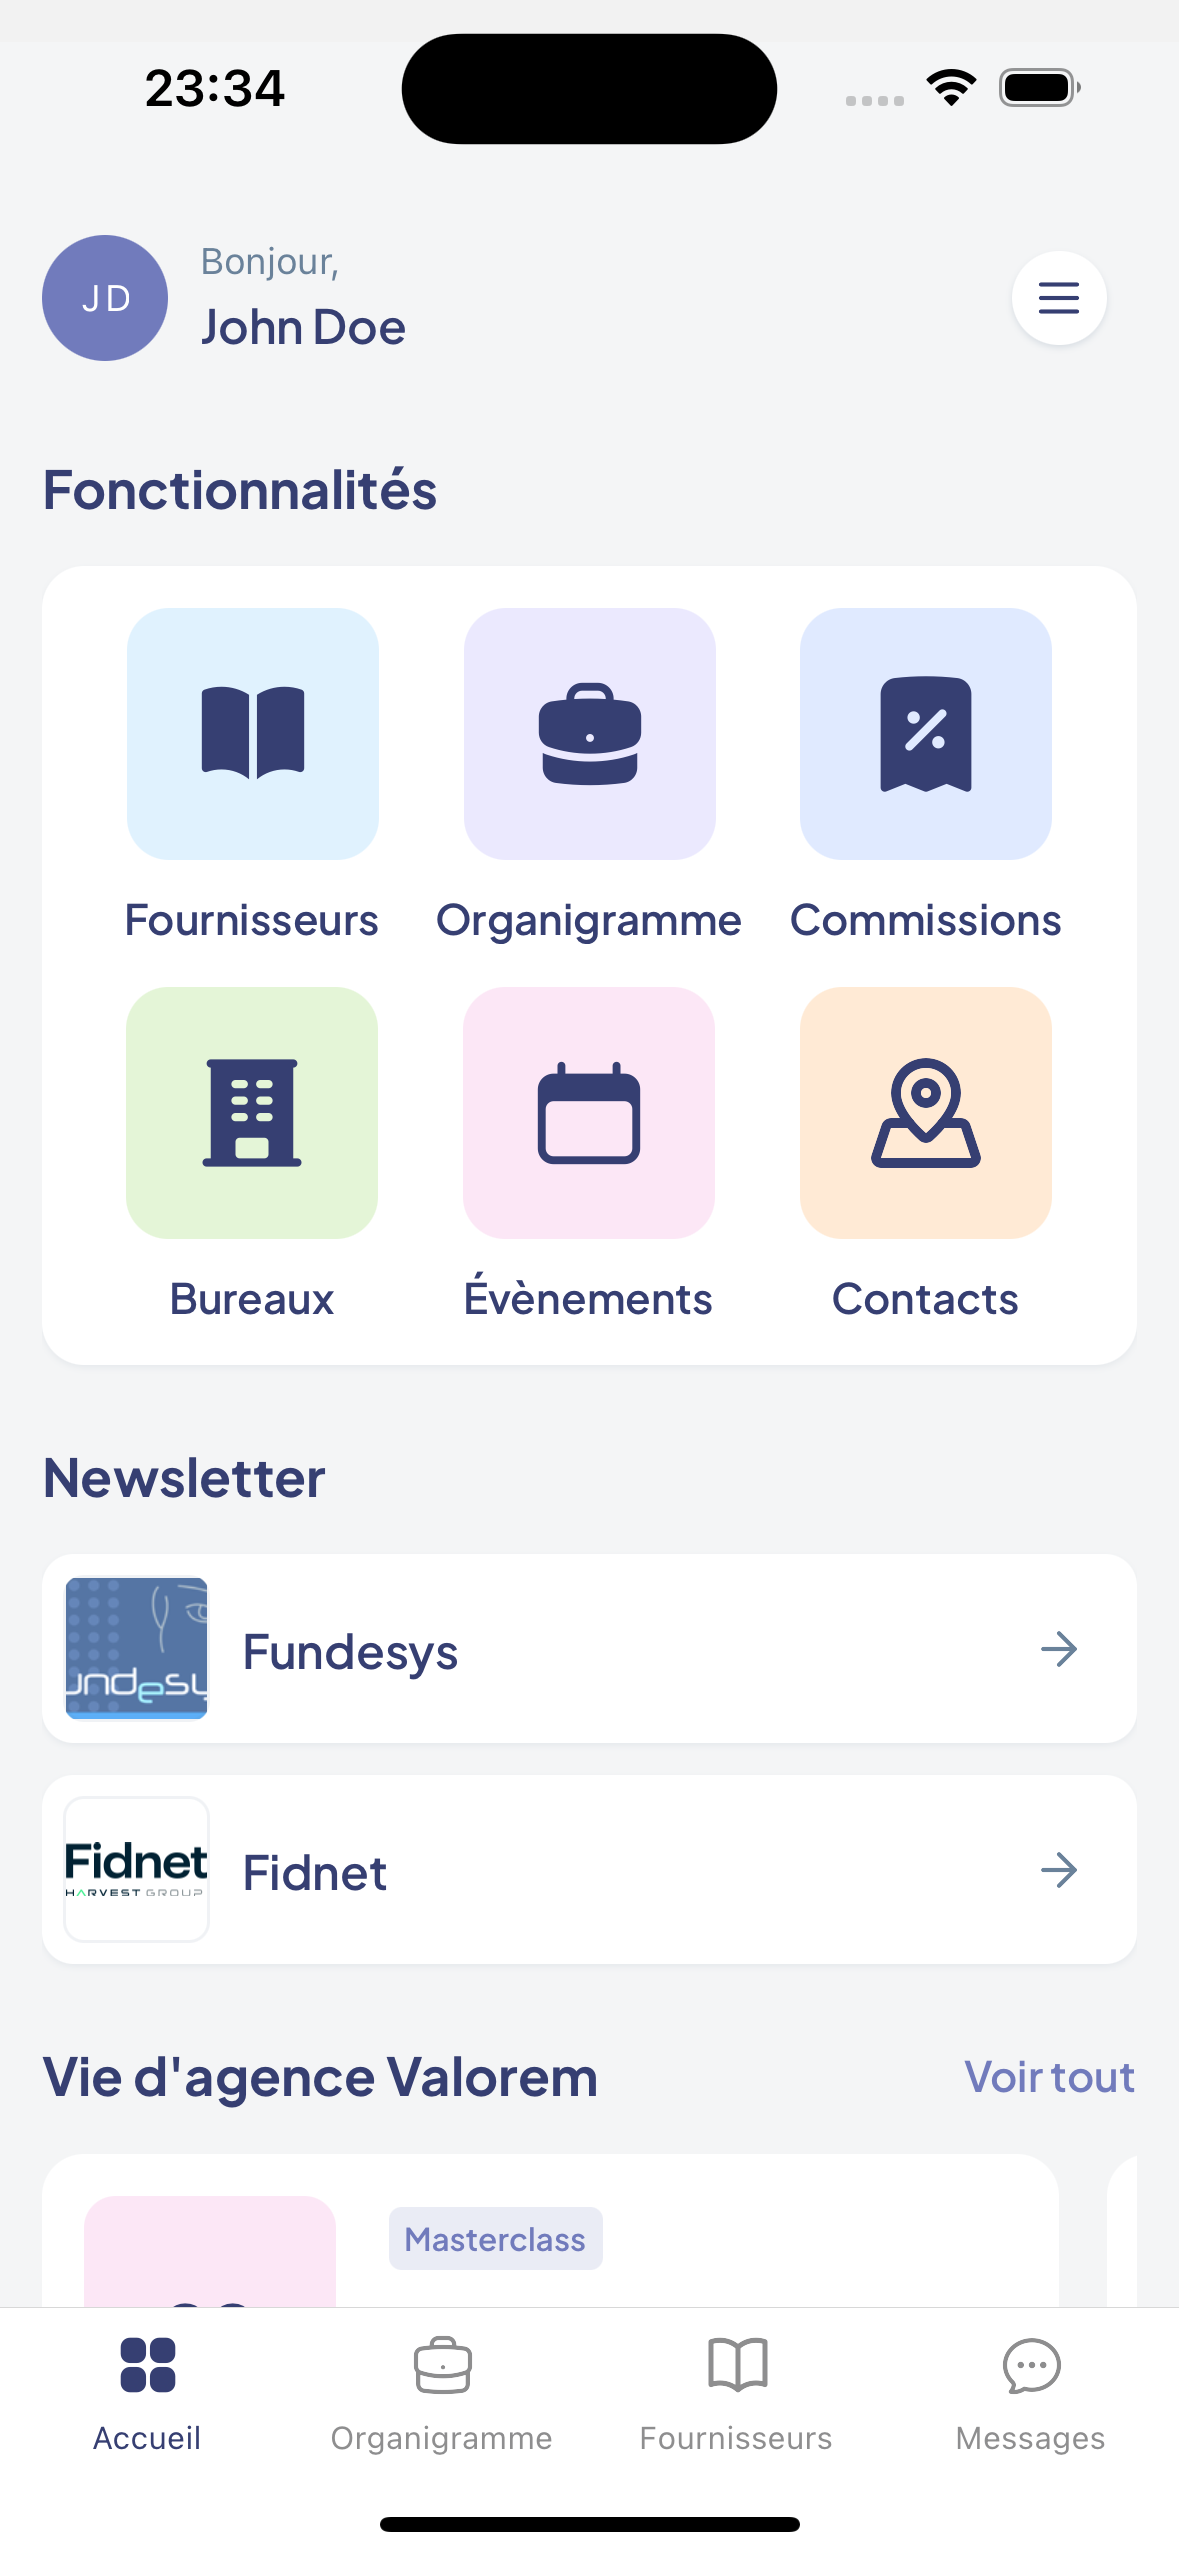 23:34
JD
Bonjour,
John Doe
Fonctionnalités
Fournisseurs
Organigramme
Commissions
Bureaux
Évènements
Contacts
Newsletter
undesy
Fundesys
Fidnet
HARVEST GROUP
Fidnet
Vie d'agence Valorem
Voir tout
Masterclass
Accueil
Organigramme
Fournisseurs
Messages